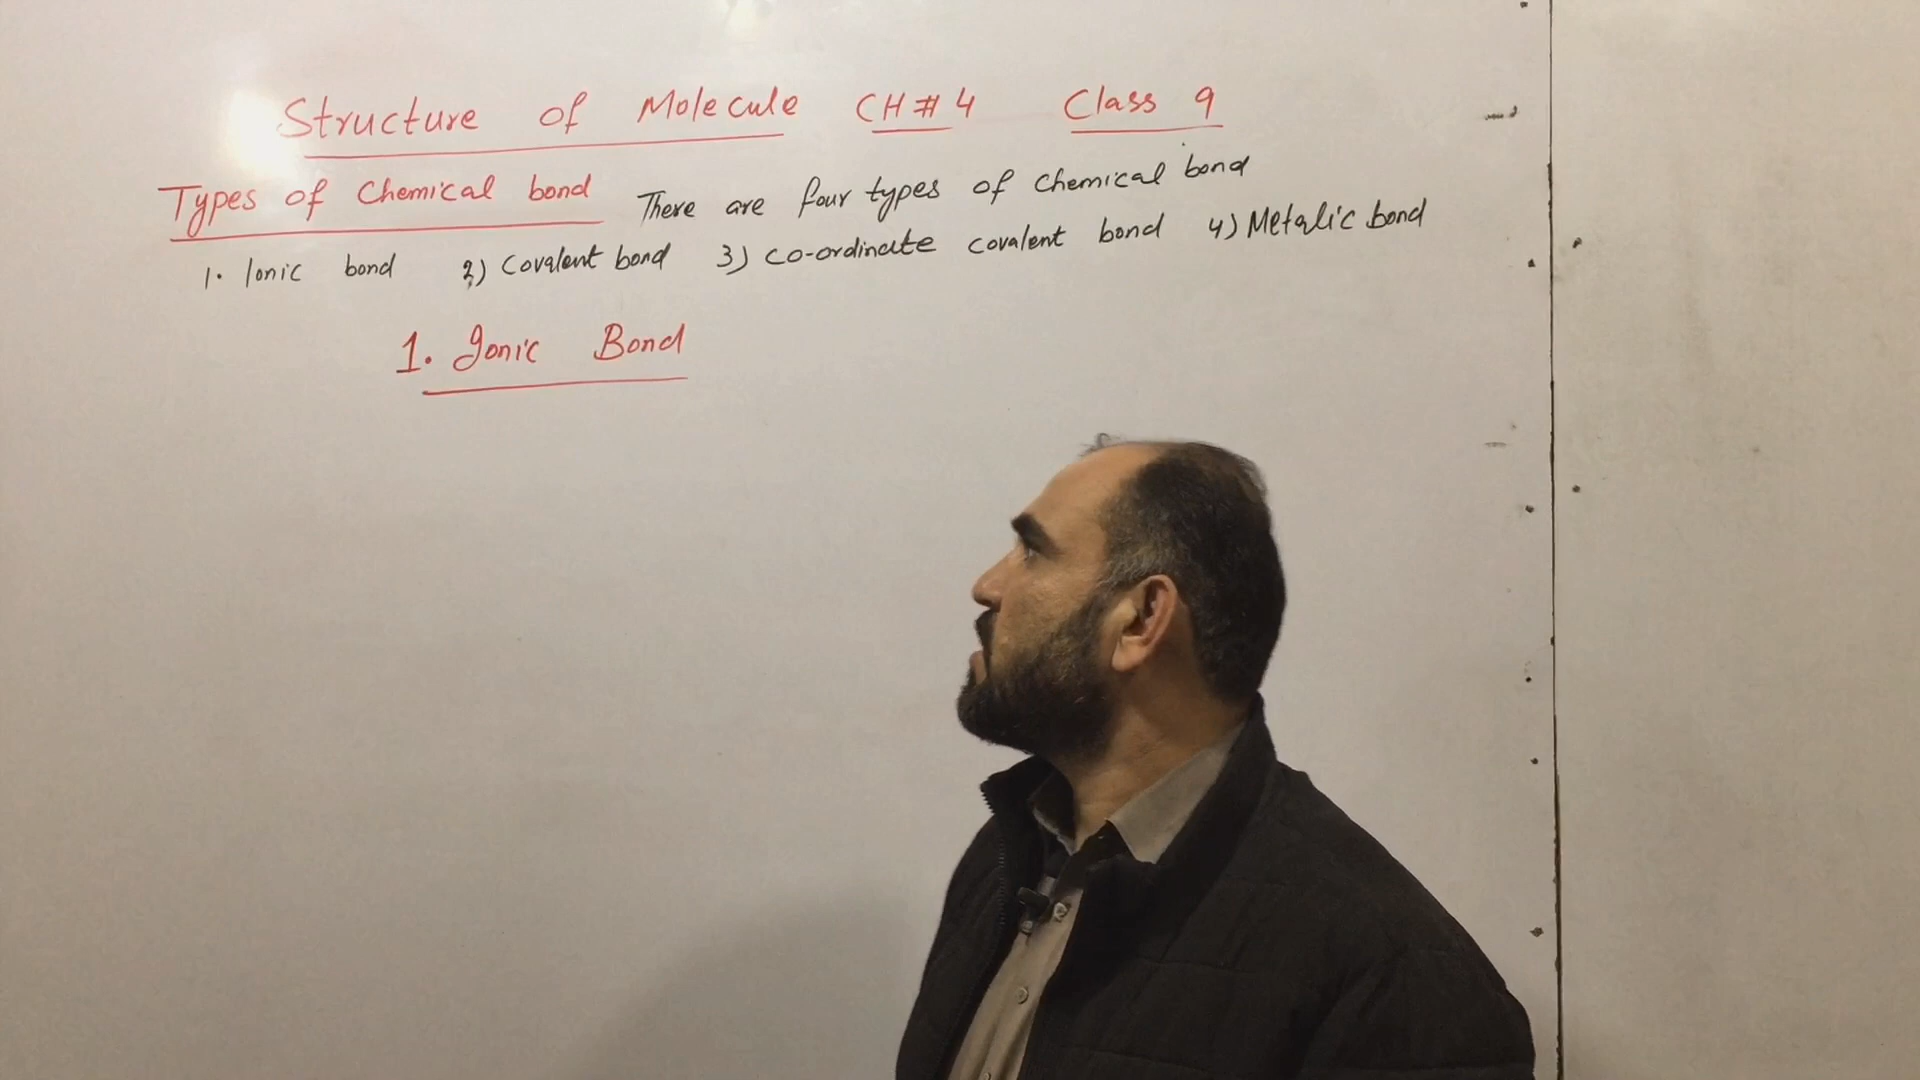 Structure of Molecule CH#4 Class 9
Types of Chemical bond There are four types of chemical bond
1. Ionic bond 2) Covalent bond 3) co-ordinate covalent bond 4) Metalic bond
1. Ionic Bond